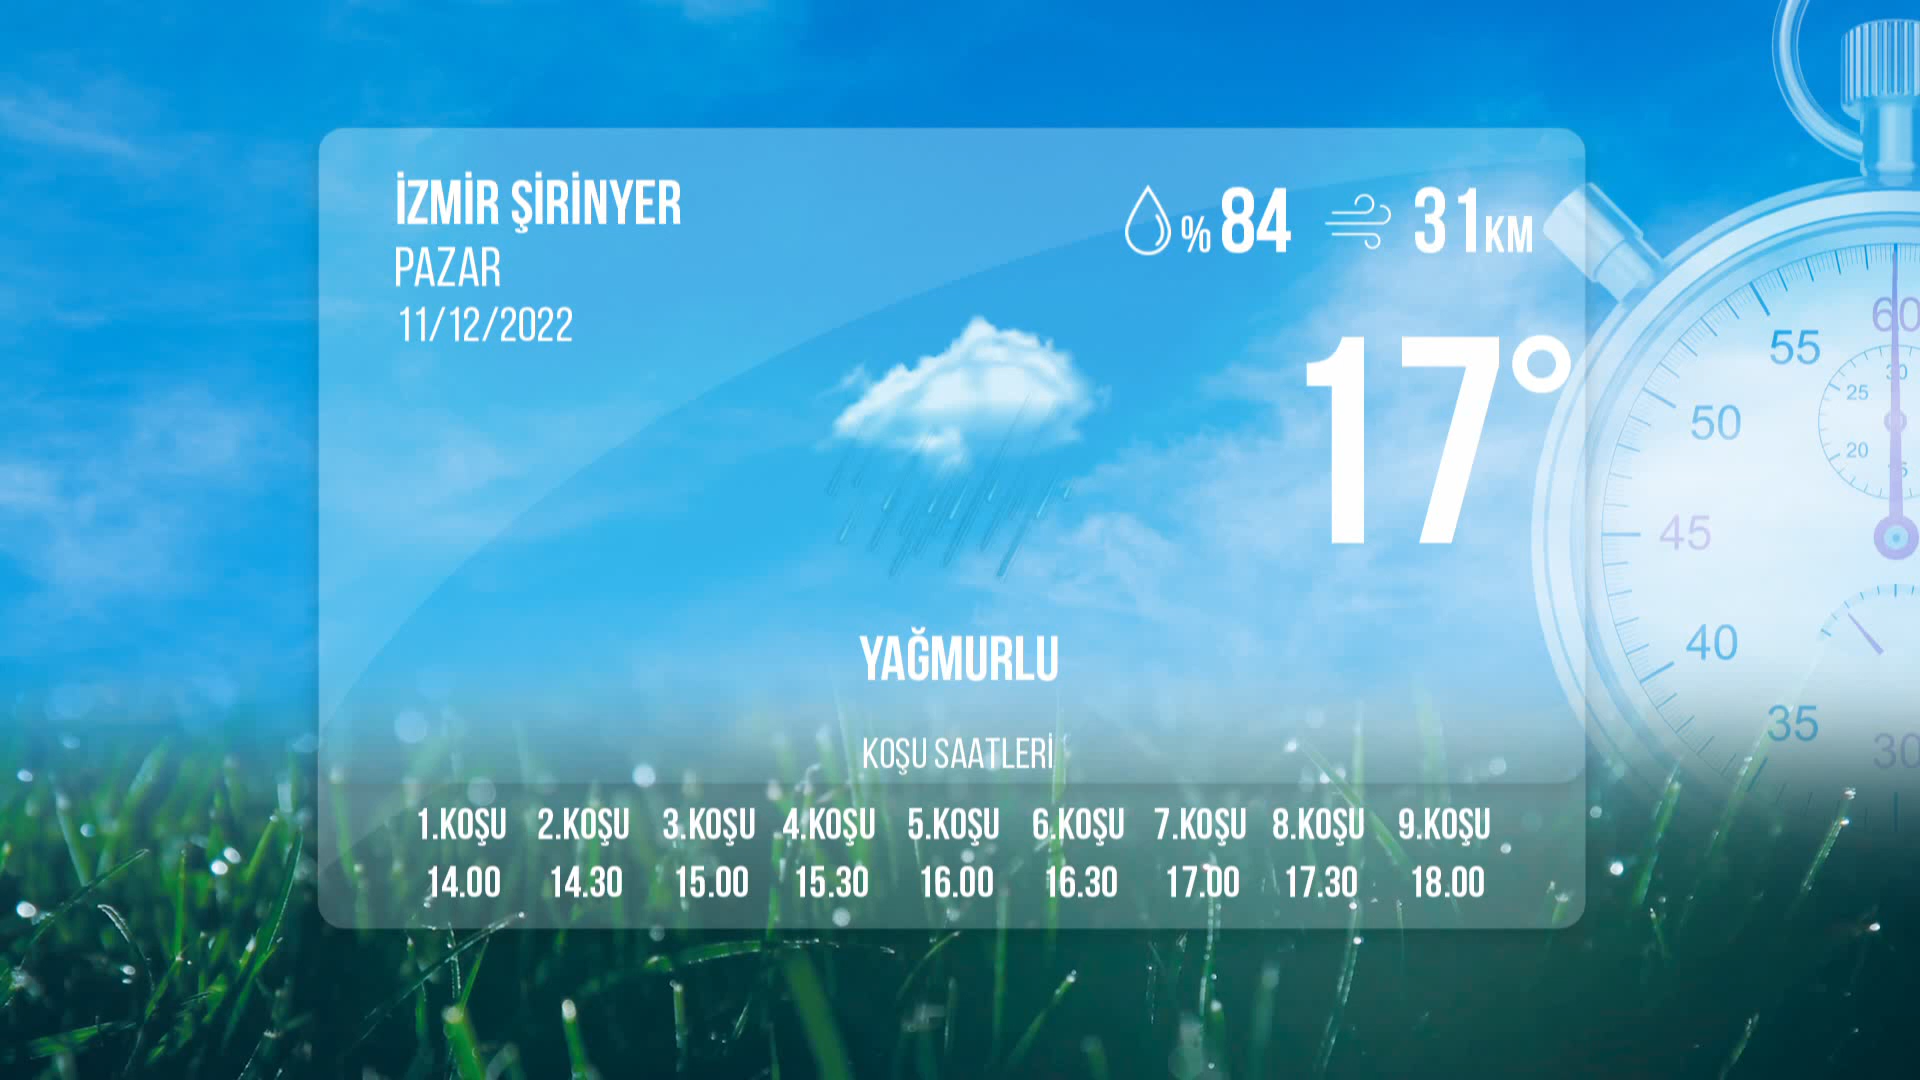 İZMİR ŞİRİNYER
PAZAR
11/12/2022
% 84 31KM
17°
YAĞMURLU
KOŞU SAATLERİ
1.KOŞU 2.KOŞU 3.KOŞU 4.KOŞU 5.KOŞU 6.KOŞU 7.KOŞU 8.KOŞU 9.KOŞU
14.00 14.30 15.00 15.30 16.00 16.30 17.00 17.30 18.00
60
55
50
45
40
35
30
30
25
20